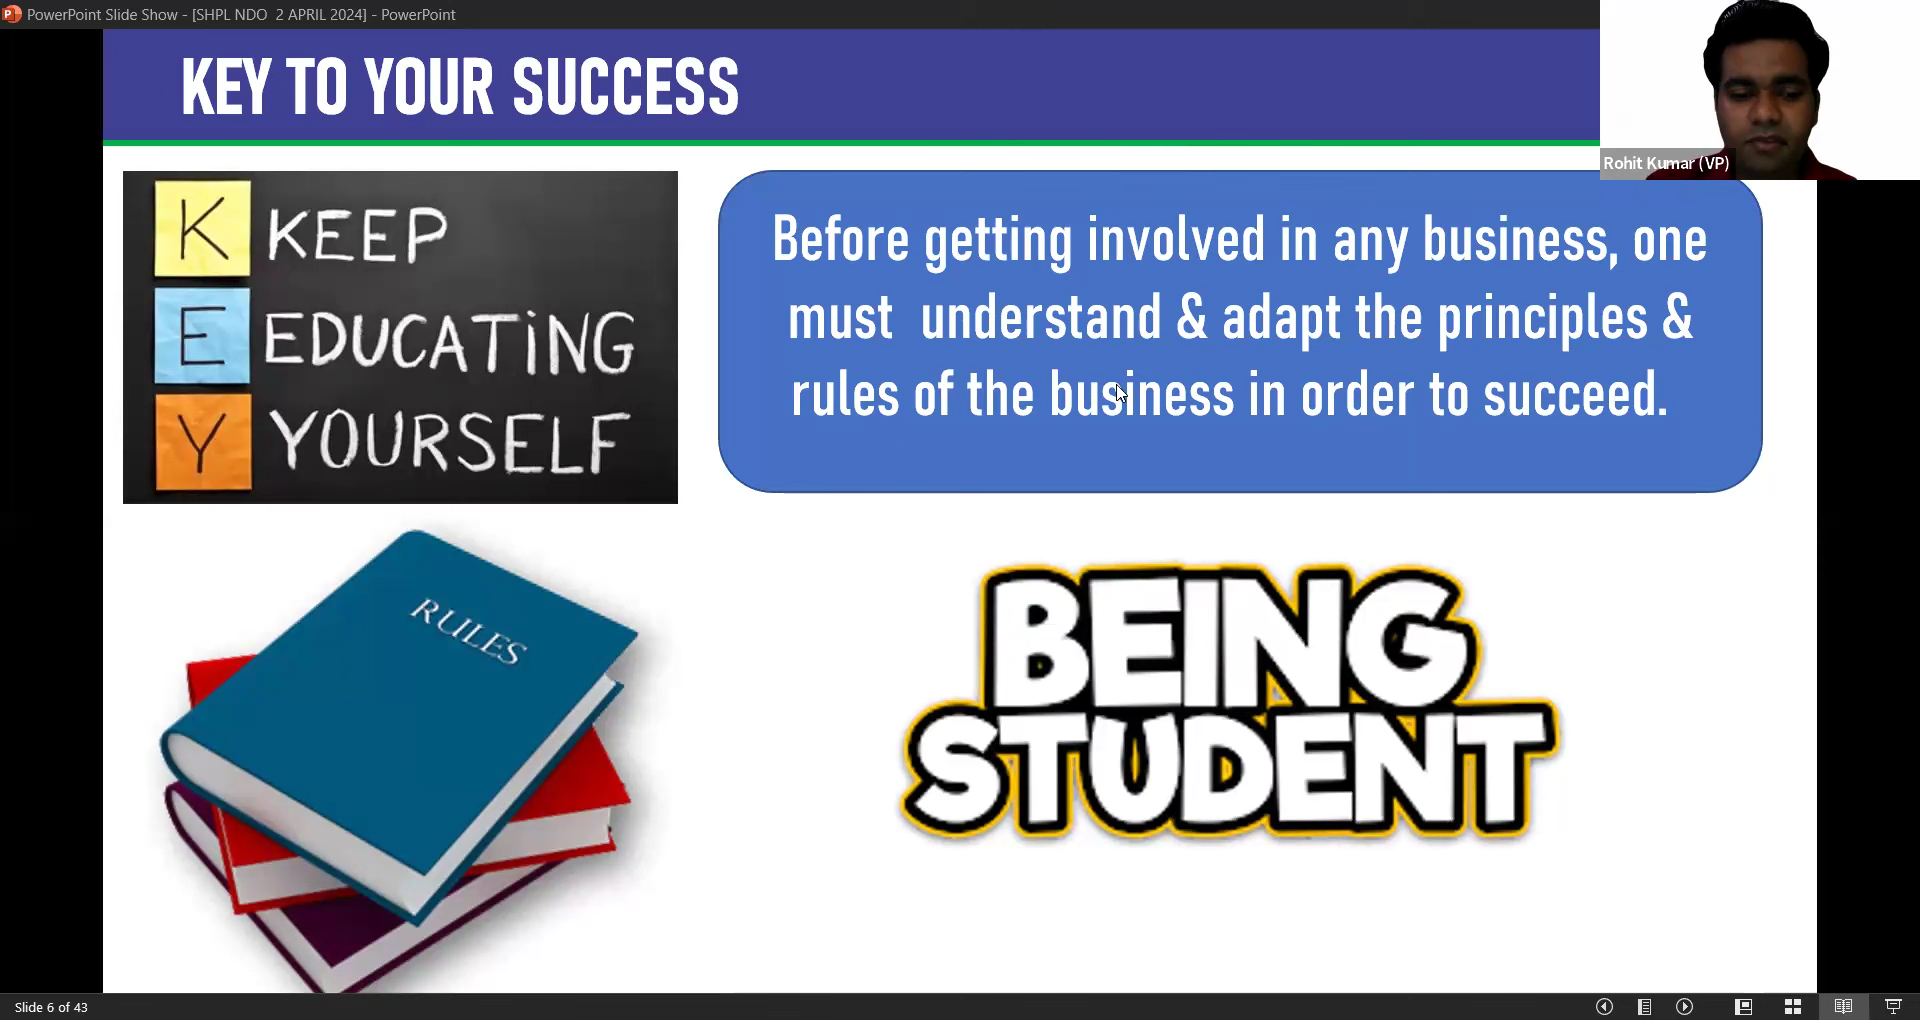 PowerPoint Slide Show - [SHPL NDO  2 APRIL 2024] - PowerPoint
KEY TO YOUR SUCCESS
Rohit Kumar (VP)
K KEEP
E EDUCATING
Y YOURSELF
Before getting involved in any business, one
must  understand & adapt the principles &
rules of the business in order to succeed.
RULES
BEING
STUDENT
Slide 6 of 43